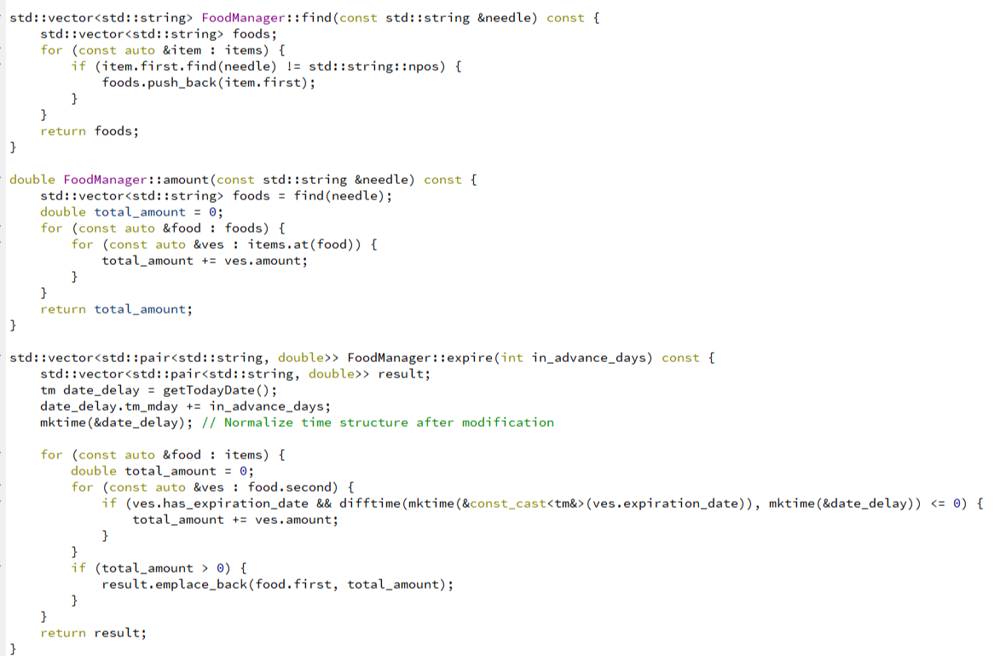 std::vector<std::string> FoodManager::find(const std::string &needle) const {
    std::vector<std::string> foods;
    for (const auto &item : items) {
        if (item.first.find(needle) != std::string::npos) {
            foods.push_back(item.first);
        }
    }
    return foods;
}

double FoodManager::amount(const std::string &needle) const {
    std::vector<std::string> foods = find(needle);
    double total_amount = 0;
    for (const auto &food : foods) {
        for (const auto &ves : items.at(food)) {
            total_amount += ves.amount;
        }
    }
    return total_amount;
}

std::vector<std::pair<std::string, double>> FoodManager::expire(int in_advance_days) const {
    std::vector<std::pair<std::string, double>> result;
    tm date_delay = getTodayDate();
    date_delay.tm_mday += in_advance_days;
    mktime(&date_delay); // Normalize time structure after modification

    for (const auto &food : items) {
        double total_amount = 0;
        for (const auto &ves : food.second) {
            if (ves.has_expiration_date && difftime(mktime(&const_cast<tm&>(ves.expiration_date)), mktime(&date_delay)) <= 0) {
                total_amount += ves.amount;
            }
        }
        if (total_amount > 0) {
            result.emplace_back(food.first, total_amount);
        }
    }
    return result;
}